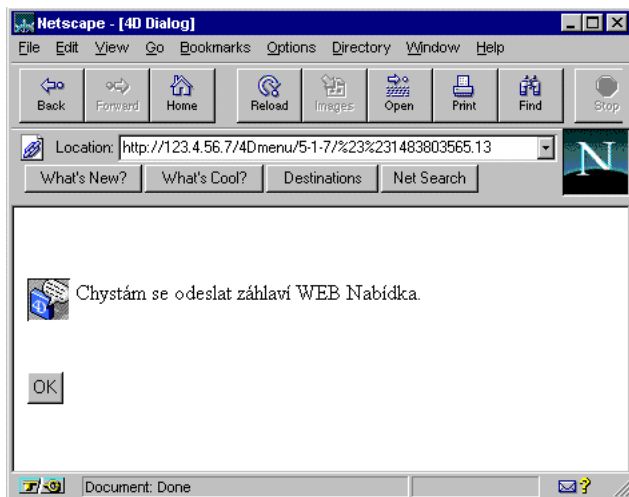 Netscape - [4D Dialog]
File Edit View Go Bookmarks Options Directory Window Help
Back Forward Home Reload Images Open Print Find Stop
Location: http://123.4.56.7/4Dmenu/5-1-7/%23%231483803565.13
N
What's New? What's Cool? Destinations Net Search
4D
Chystám se odeslat záhlaví WEB Nabídka.
OK
Document: Done